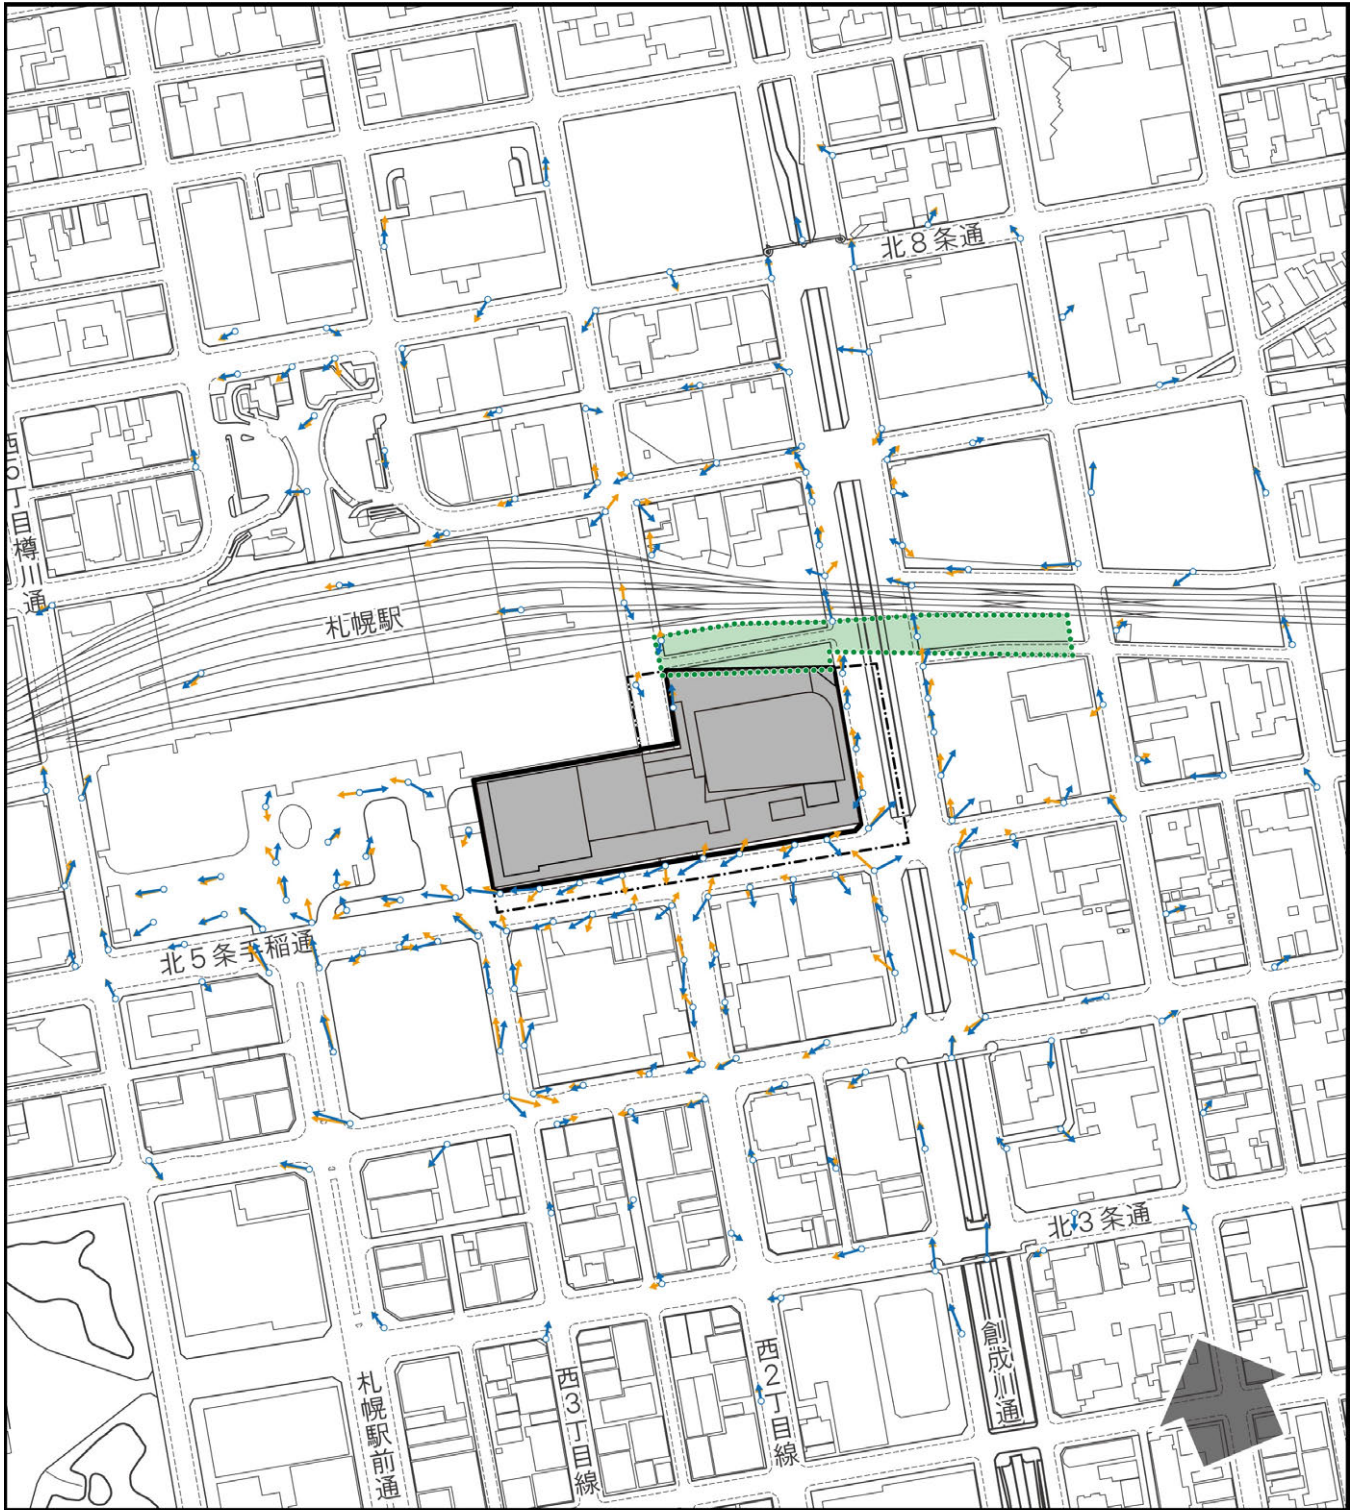 北8条通
西5丁目樽川通
札幌駅
北5条手稲通
北3条通
創成川通
西2丁目線
西3丁目線
札幌駅前通